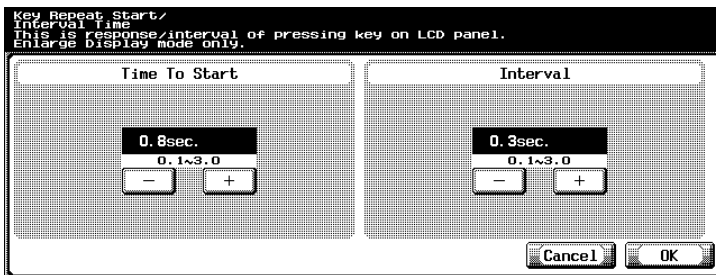 Key Repeat Start/
Interval Time
This is response/interval of pressing key on LCD panel.
Enlarge Display mode only.
Time To Start
Interval
0.8sec.
0.3sec.
0.1~3.0
0.1~3.0
− +
− +
Cancel OK